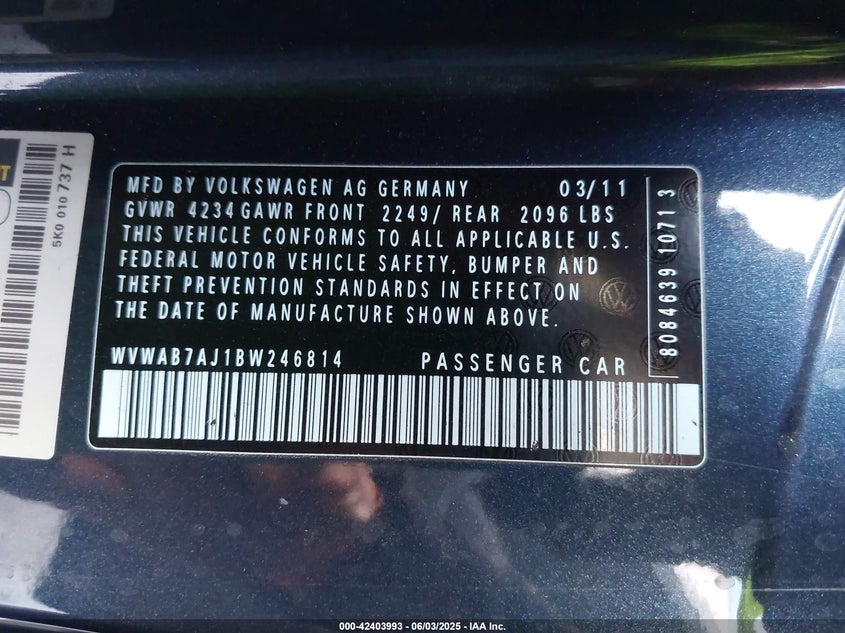 MFD BY VOLKSWAGEN AG GERMANY 03/11
GVWR 4234 GAWR FRONT 2249/ REAR 2096 LBS
THIS VEHICLE CONFORMS TO ALL APPLICABLE U.S.
FEDERAL MOTOR VEHICLE SAFETY, BUMPER AND
THEFT PREVENTION STANDARDS IN EFFECT ON
THE DATE OF MANUFACTURE SHOWN ABOVE.
WVWAB7AJ1BW246814 PASSENGER CAR
8084639 1071 3
5K0 010 737 H
000-42403993 - 06/03/2025 - IAA Inc.